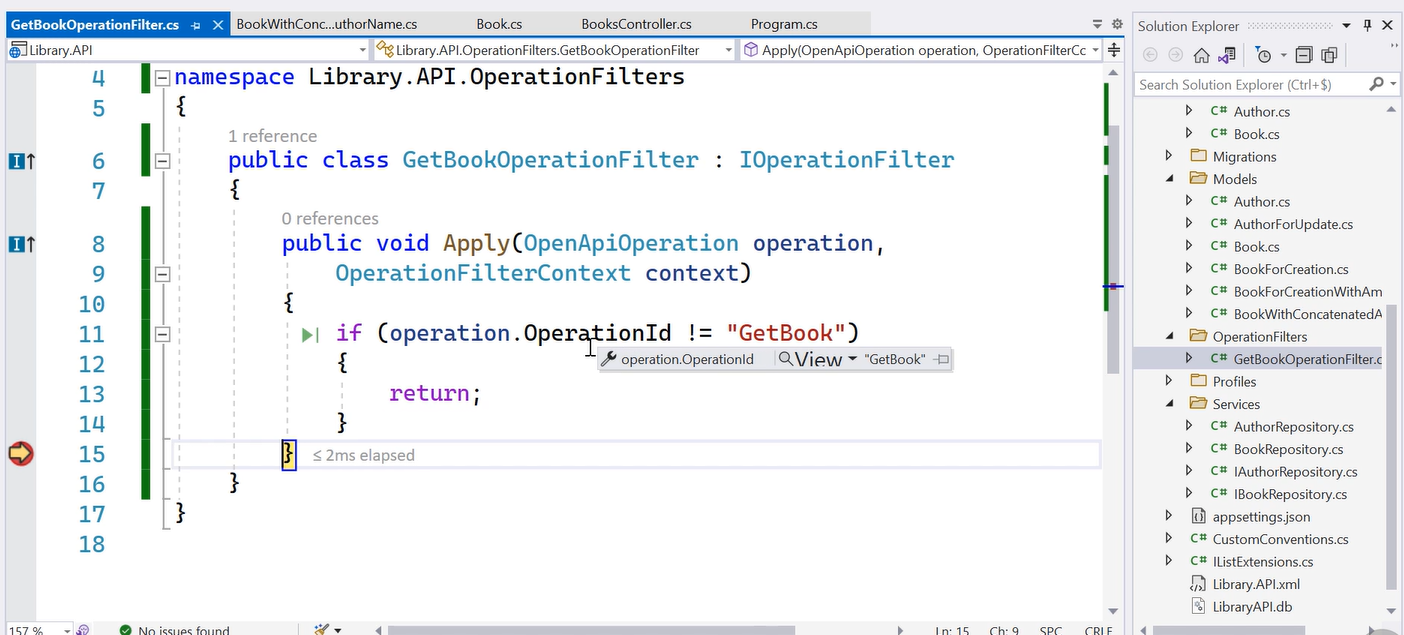 GetBookOperationFilter.cs
BookWithConc...uthorName.cs
Book.cs
BooksController.cs
Program.cs
Library.API
Library.API.OperationFilters.GetBookOperationFilter
Apply(OpenApiOperation operation, OperationFilterCc
4 namespace Library.API.OperationFilters
5 {
1 reference
6 public class GetBookOperationFilter : IOperationFilter
7 {
0 references
8 public void Apply(OpenApiOperation operation,
9 OperationFilterContext context)
10 {
11 if (operation.OperationId != "GetBook")
operation.OperationId View "GetBook"
12 {
13 return;
14 }
15 } ≤ 2ms elapsed
16 }
17 }
18
157 %
No issues found
Ln: 15 Ch: 9 SPC CRLF
Solution Explorer
Search Solution Explorer (Ctrl+$)
C# Author.cs
C# Book.cs
Migrations
Models
C# Author.cs
C# AuthorForUpdate.cs
C# Book.cs
C# BookForCreation.cs
C# BookForCreationWithAm
C# BookWithConcatenatedA
OperationFilters
C# GetBookOperationFilter.c
Profiles
Services
C# AuthorRepository.cs
C# BookRepository.cs
C# IAuthorRepository.cs
C# IBookRepository.cs
appsettings.json
C# CustomConventions.cs
C# IListExtensions.cs
Library.API.xml
LibraryAPI.db